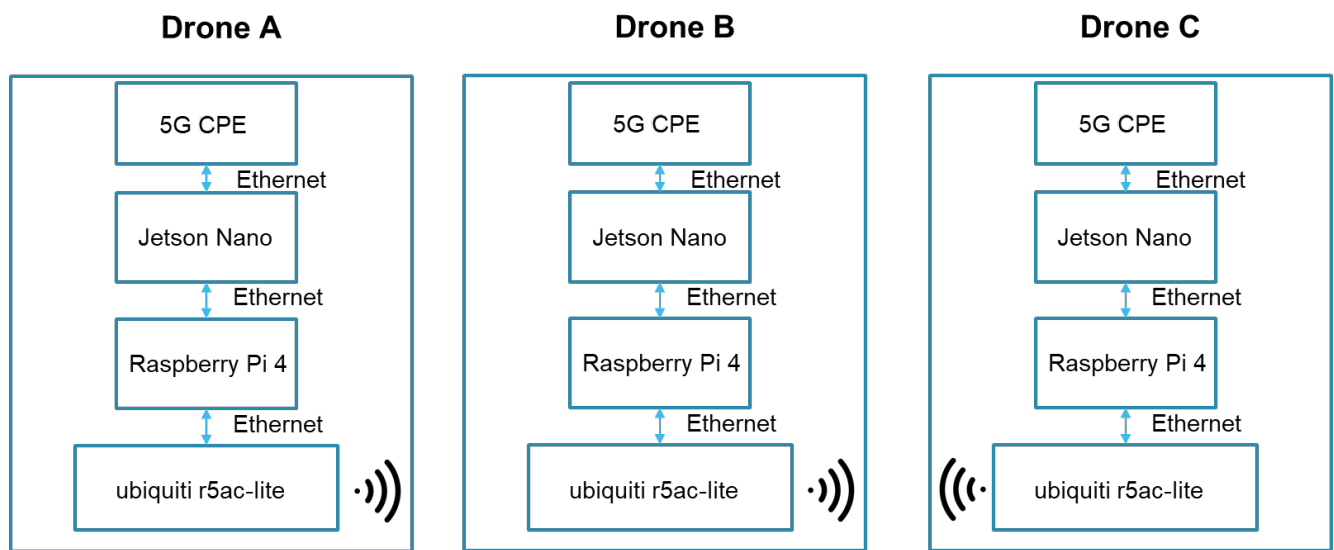 Drone A
Drone B
Drone C
5G CPE
5G CPE
5G CPE
Ethernet
Ethernet
Ethernet
Jetson Nano
Jetson Nano
Jetson Nano
Ethernet
Ethernet
Ethernet
Raspberry Pi 4
Raspberry Pi 4
Raspberry Pi 4
Ethernet
Ethernet
Ethernet
ubiquiti r5ac-lite
ubiquiti r5ac-lite
ubiquiti r5ac-lite